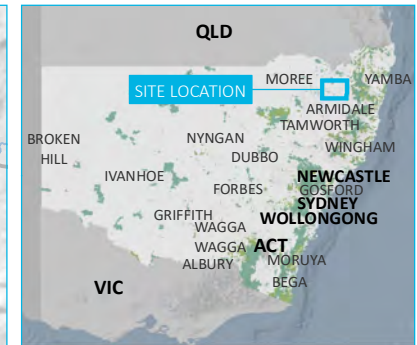 QLD
SITE LOCATION
MOREE
YAMBA
ARMIDALE
TAMWORTH
WINGHAM
BROKEN
HILL
NYNGAN
DUBBO
IVANHOE
FORBES
NEWCASTLE
GOSFORD
SYDNEY
WOLLONGONG
GRIFFITH
WAGGA
WAGGA
ACT
ALBURY
MORUYA
BEGA
VIC